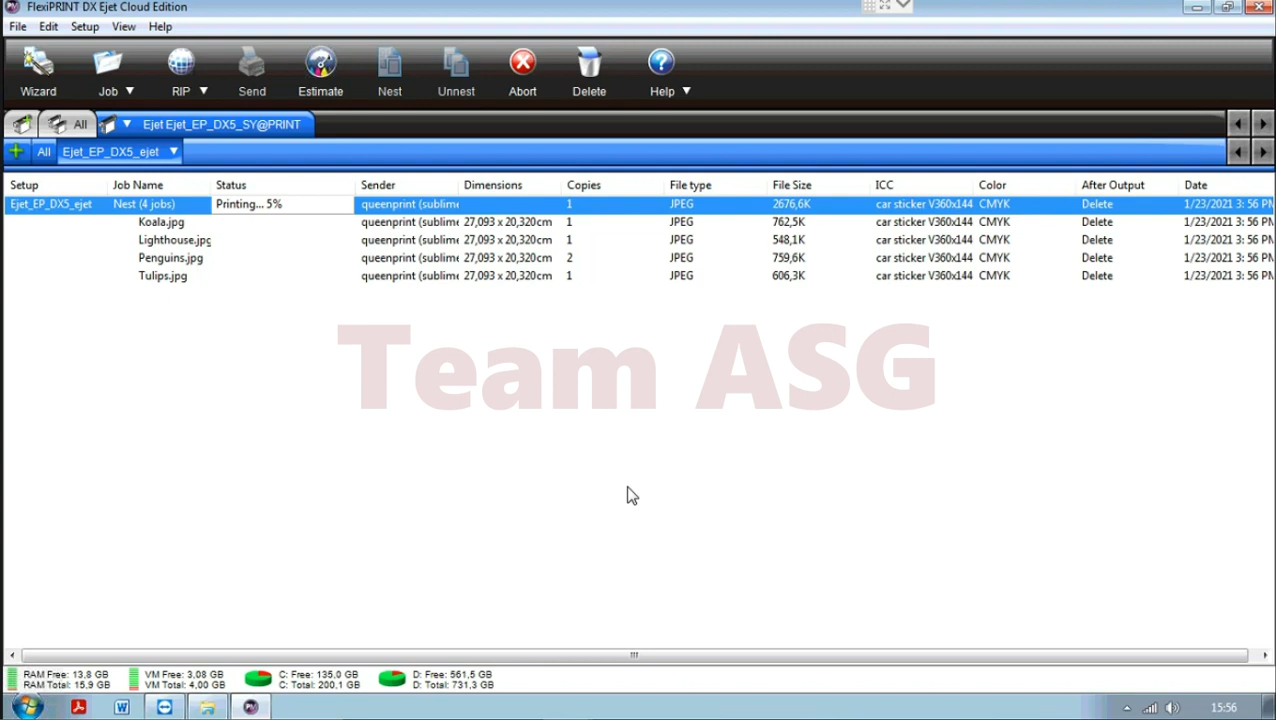 FlexiPRINT DX Ejet Cloud Edition
File Edit Setup View Help
Wizard Job RIP Send Estimate Nest Unnest Abort Delete Help
All Ejet Ejet_EP_DX5_SY@PRINT
All Ejet_EP_DX5_ejet
Setup Job Name Status Sender Dimensions Copies File type File Size ICC Color After Output Date
Ejet_EP_DX5_ejet Nest (4 jobs) Printing... 5% queenprint (sublime 1 JPEG 2676,6K car sticker V360x144 CMYK Delete 1/23/2021 3: 56 PM
Koala.jpg queenprint (sublime 27,093 x 20,320cm 1 JPEG 762,5K car sticker V360x144 CMYK Delete 1/23/2021 3: 56 PM
Lighthouse.jpg queenprint (sublime 27,093 x 20,320cm 1 JPEG 548,1K car sticker V360x144 CMYK Delete 1/23/2021 3: 56 PM
Penguins.jpg queenprint (sublime 27,093 x 20,320cm 2 JPEG 759,6K car sticker V360x144 CMYK Delete 1/23/2021 3: 56 PM
Tulips.jpg queenprint (sublime 27,093 x 20,320cm 1 JPEG 606,3K car sticker V360x144 CMYK Delete 1/23/2021 3: 56 PM
Team ASG
RAM Free: 13,8 GB VM Free: 3,08 GB C: Free: 135,0 GB D: Free: 561,5 GB
RAM Total: 15,9 GB VM Total: 4,00 GB C: Total: 200,1 GB D: Total: 731,3 GB
15:56